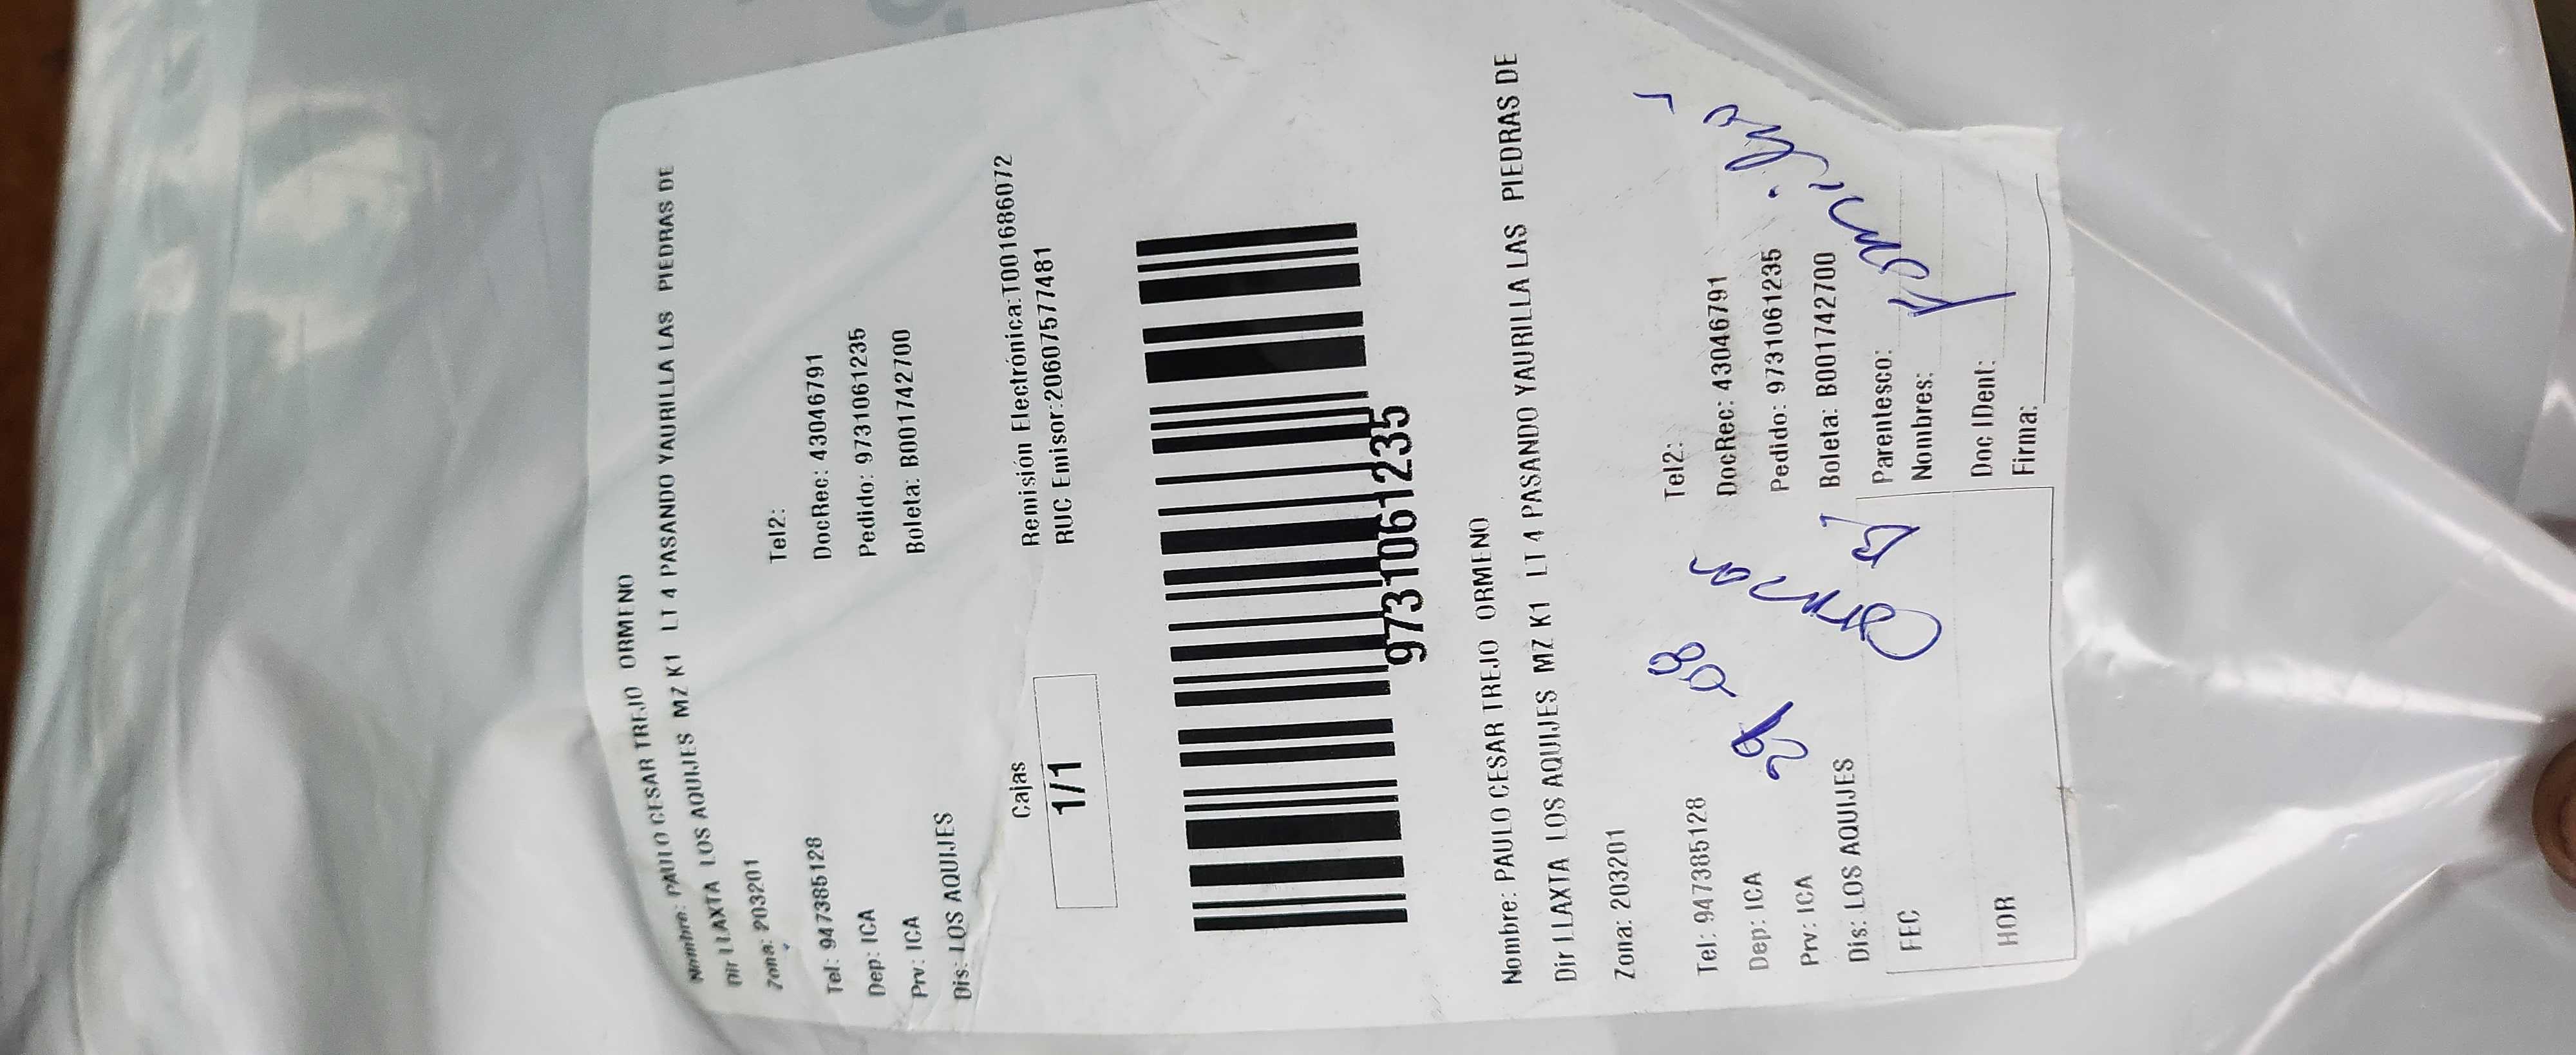 Nombre: PAULO CESAR TREJO ORMENO
Dir LLAXTA LOS AQUIJES MZ K1 LT 4 PASANDO YAURILLA LAS PIEDRAS DE
Zona: 203201
Tel: 947385128 Tel2:
Dep: ICA DocRec: 43046791
Prv: ICA Pedido: 9731061235
Dis: LOS AQUIJES Boleta: B001742700
Cajas Remisión Electrónica:T001686072
1/1 RUC Emisor:20607577481
9731061235
Nombre: PAULO CESAR TREJO ORMENO
Dir LLAXTA LOS AQUIJES MZ K1 LT 4 PASANDO YAURILLA LAS PIEDRAS DE
Zona: 203201
Tel: 947385128 Tel2:
Dep: ICA DocRec: 43046791
Prv: ICA Pedido: 9731061235
Dis: LOS AQUIJES Boleta: B001742700
FEC Parentesco:
Nombres:
HOR Doc IDent:
Firma: